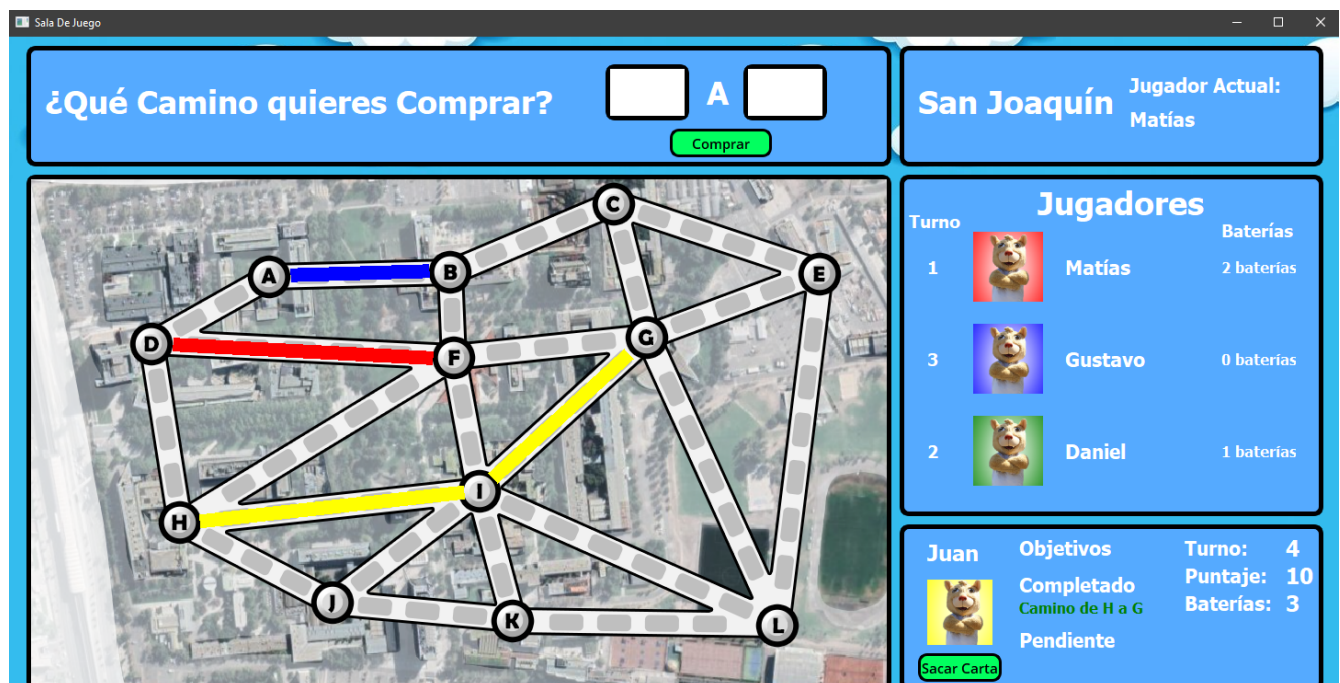 Sala De Juego
¿Qué Camino quieres Comprar?
A
Comprar
San Joaquín
Jugador Actual:
Matías
C
A
B
E
D
F
G
H
I
J
K
L
Jugadores
Turno
Baterías
1
Matías
2 baterías
3
Gustavo
0 baterías
2
Daniel
1 baterías
Juan
Objetivos
Completado
Camino de H a G
Pendiente
Turno: 4
Puntaje: 10
Baterías: 3
Sacar Carta